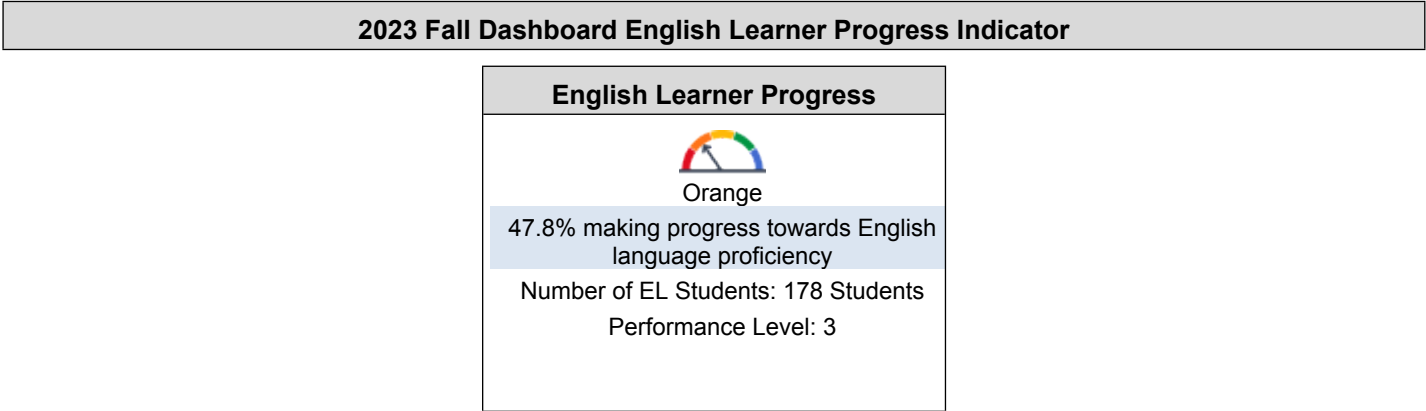 2023 Fall Dashboard English Learner Progress Indicator
English Learner Progress
Orange
47.8% making progress towards English
language proficiency
Number of EL Students: 178 Students
Performance Level: 3